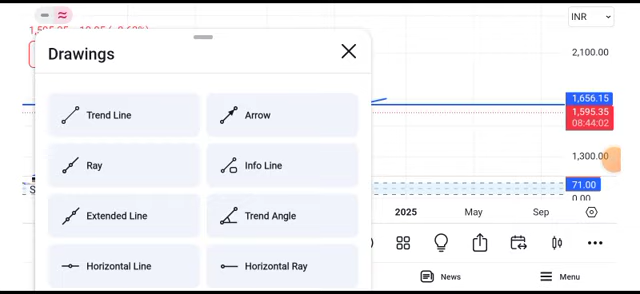 INR
Drawings
2,100.00
1,656.15
1,595.35
08:44:02
Trend Line
Arrow
1,300.00
Ray
Info Line
71.00
0.00
Extended Line
Trend Angle
2025
May
Sep
Horizontal Line
Horizontal Ray
News
Menu